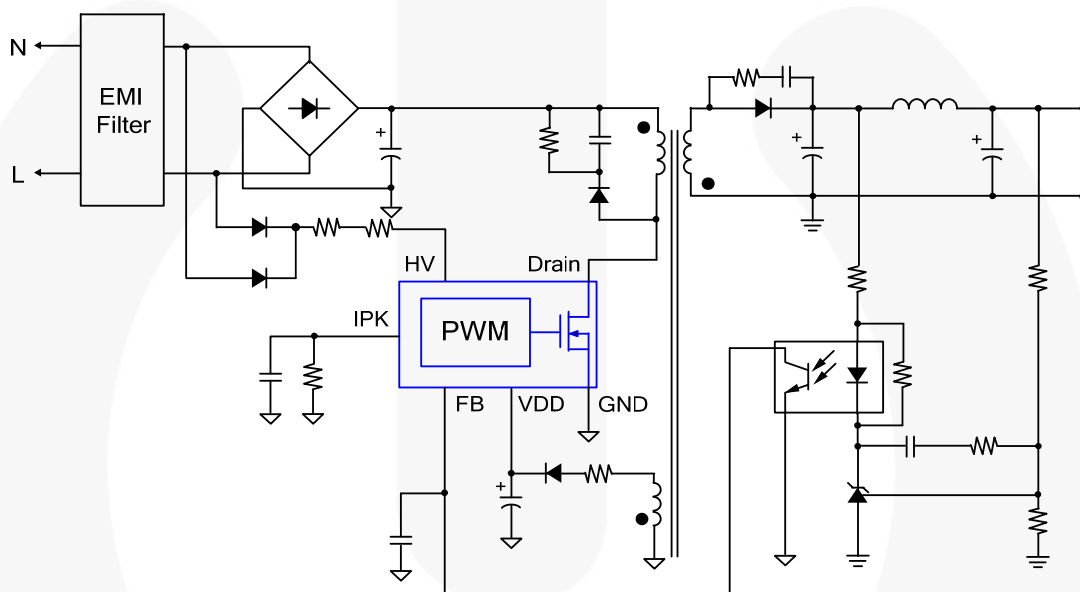 N
EMI
Filter
L
HV
Drain
IPK
PWM
FB
VDD
GND
+
+
+
+